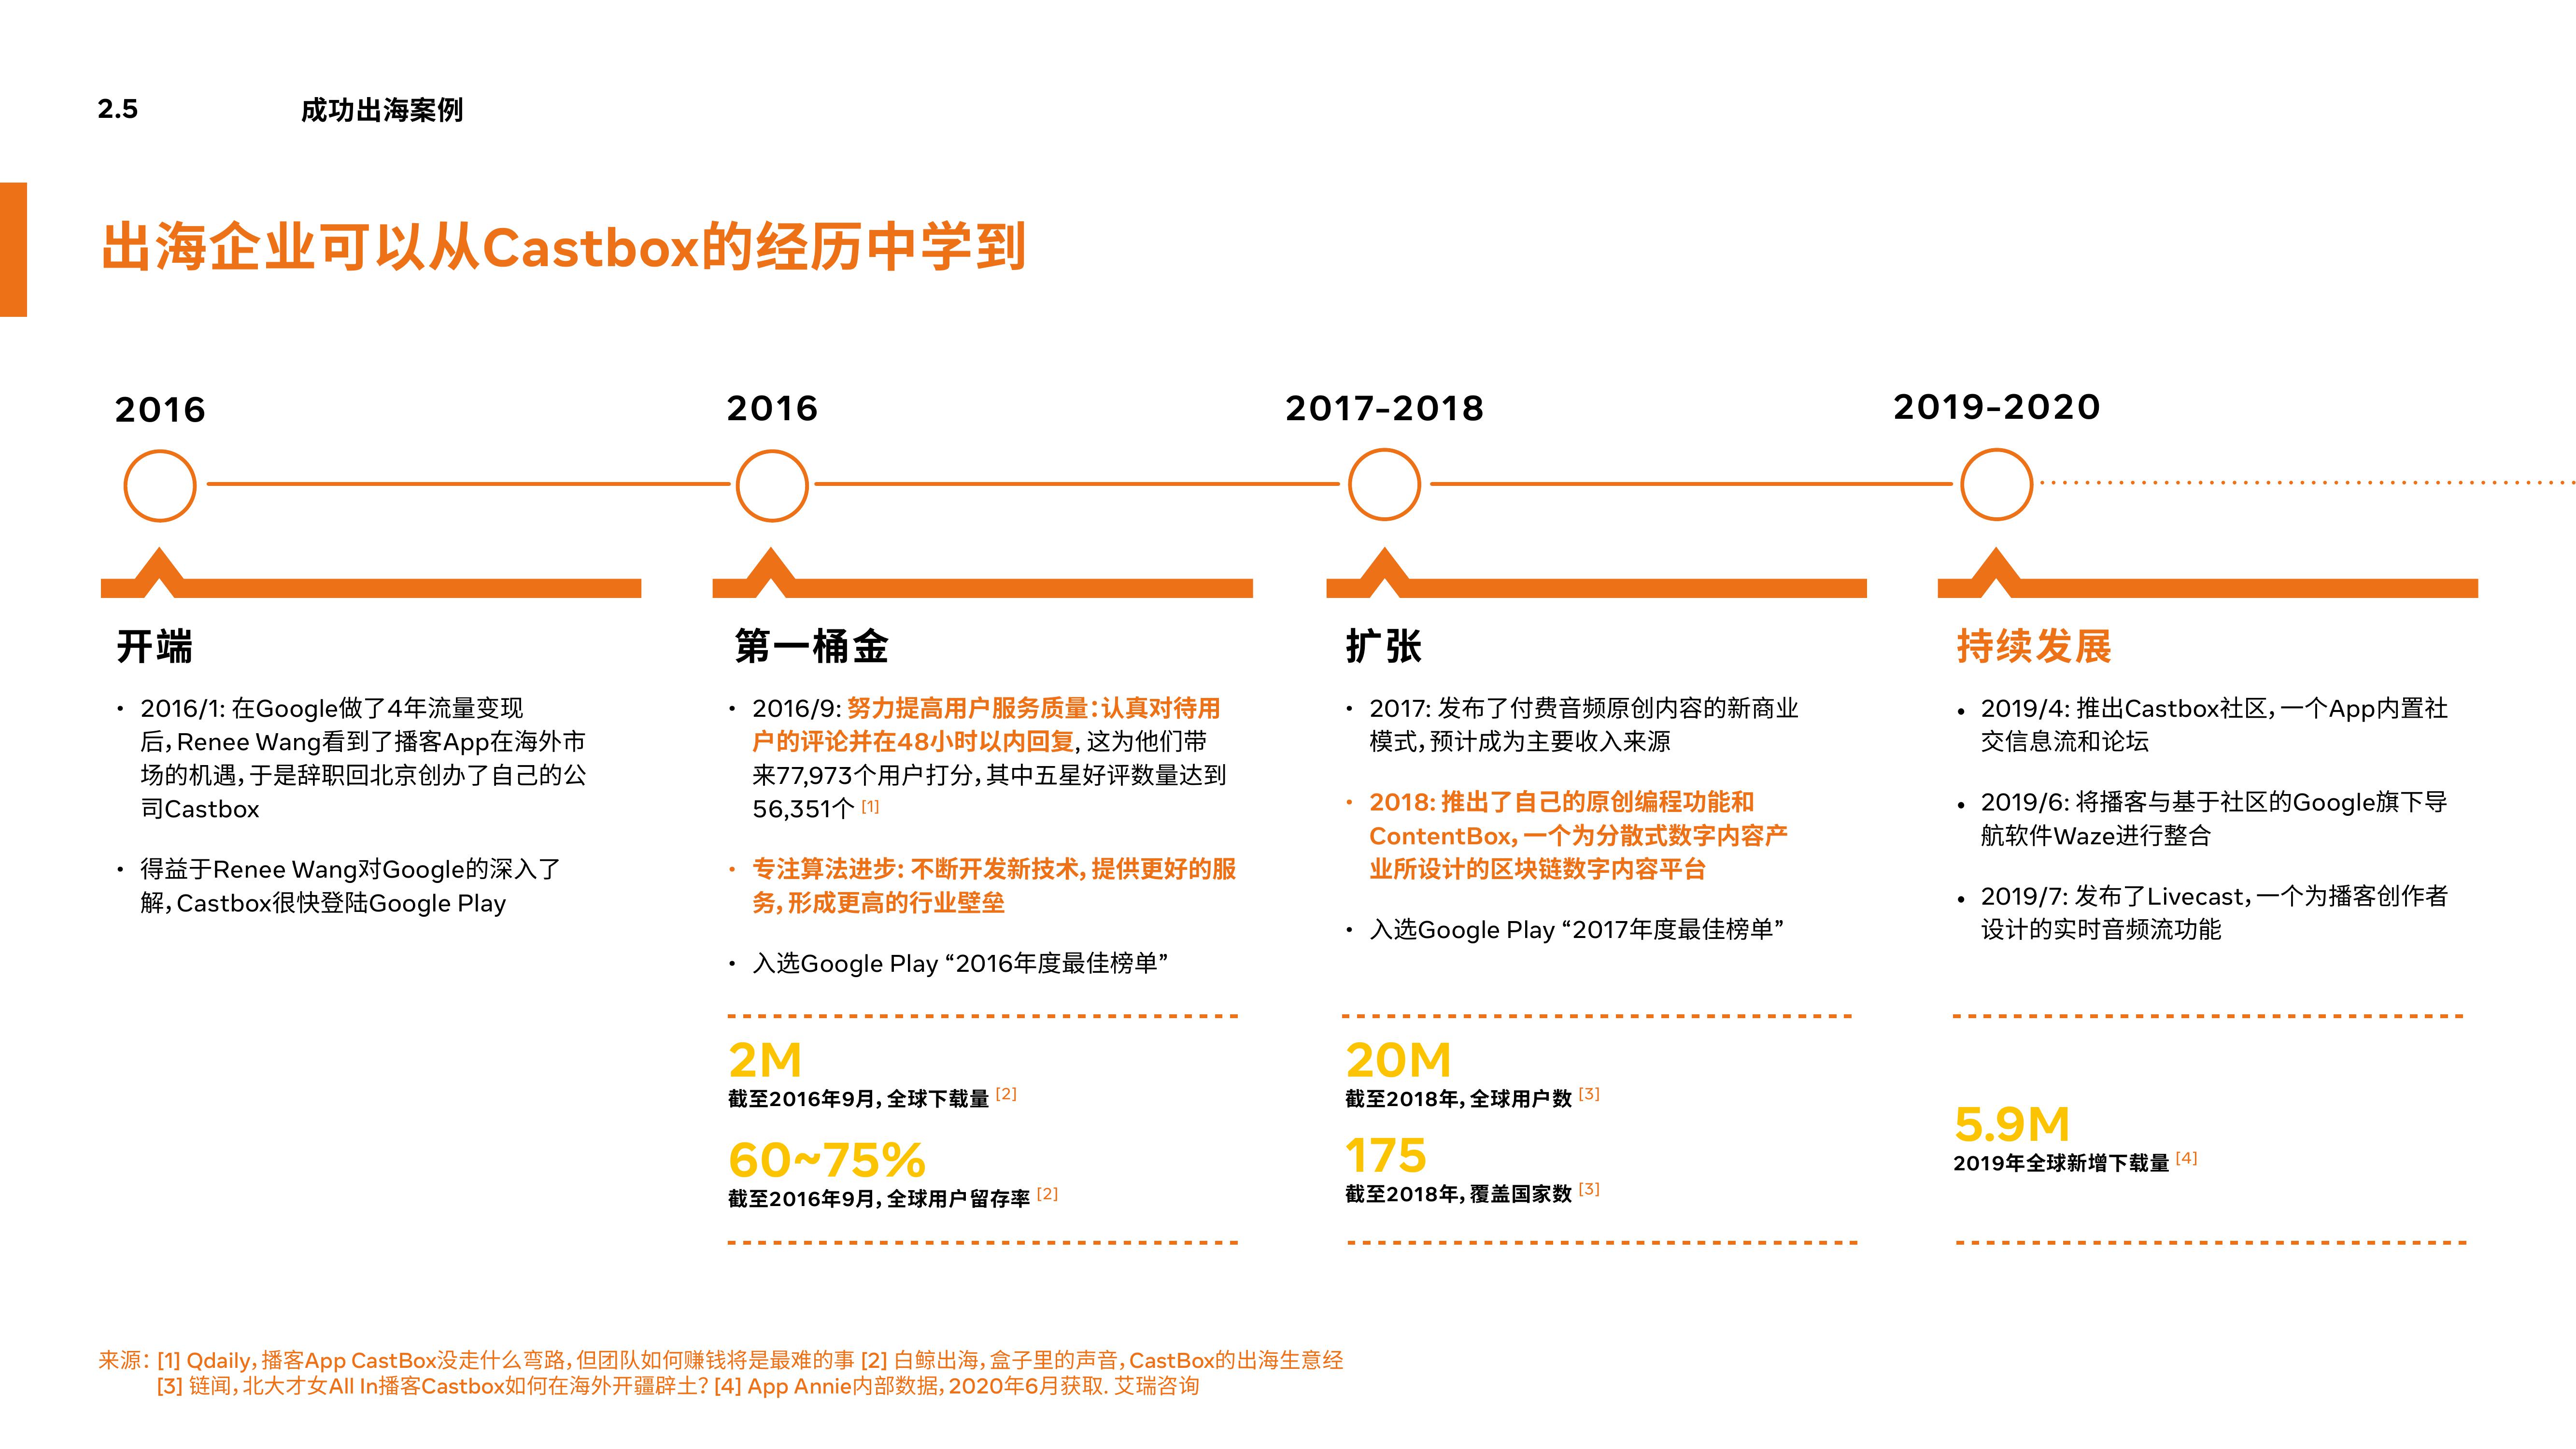 2.5 成功出海案例
出海企业可以从Castbox的经历中学到
2016
开端
• 2016/1: 在Google做了4年流量变现
后，Renee Wang看到了播客App在海外市
场的机遇，于是辞职回北京创办了自己的公
司Castbox
• 得益于Renee Wang对Google的深入了
解，Castbox很快登陆Google Play
2016
第一桶金
• 2016/9: 努力提高用户服务质量：认真对待用
户的评论并在48小时以内回复, 这为他们带
来77,973个用户打分，其中五星好评数量达到
56,351个 [1]
• 专注算法进步: 不断开发新技术，提供更好的服
务，形成更高的行业壁垒
• 入选Google Play “2016年度最佳榜单”
2M
截至2016年9月，全球下载量 [2]
60~75%
截至2016年9月，全球用户留存率 [2]
2017-2018
扩张
• 2017: 发布了付费音频原创内容的新商业
模式，预计成为主要收入来源
• 2018: 推出了自己的原创编程功能和
ContentBox，一个为分散式数字内容产
业所设计的区块链数字内容平台
• 入选Google Play “2017年度最佳榜单”
20M
截至2018年，全球用户数 [3]
175
截至2018年，覆盖国家数 [3]
2019-2020
持续发展
• 2019/4: 推出Castbox社区，一个App内置社
交信息流和论坛
• 2019/6: 将播客与基于社区的Google旗下导
航软件Waze进行整合
• 2019/7: 发布了Livecast，一个为播客创作者
设计的实时音频流功能
5.9M
2019年全球新增下载量 [4]
来源： [1] Qdaily，播客App CastBox没走什么弯路，但团队如何赚钱将是最难的事 [2] 白鲸出海，盒子里的声音，CastBox的出海生意经
[3] 链闻，北大才女All In播客Castbox如何在海外开疆辟土？ [4] App Annie内部数据，2020年6月获取. 艾瑞咨询